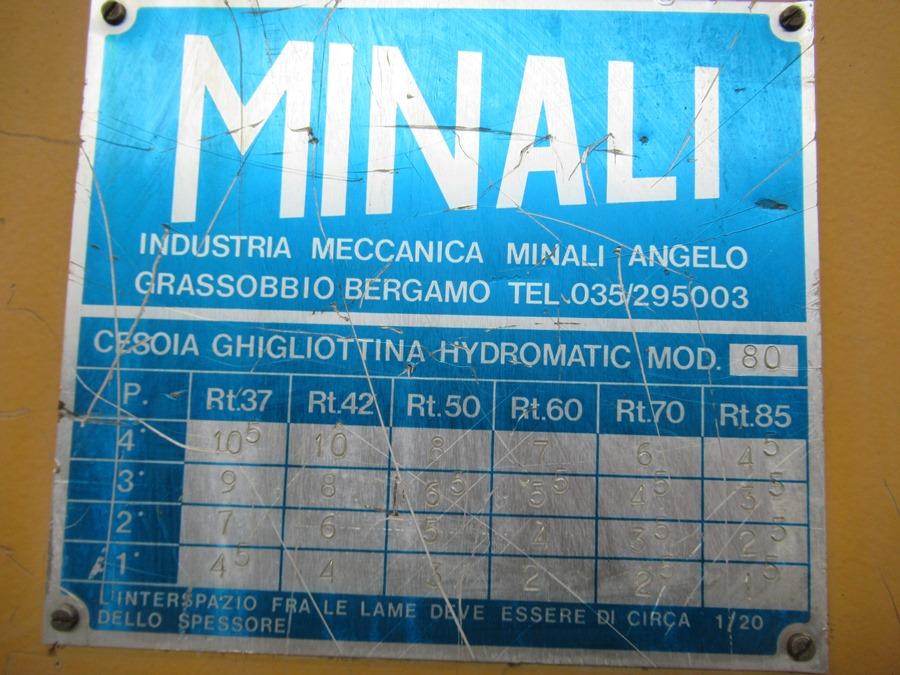 MINALI
INDUSTRIA MECCANICA MINALI ANGELO
GRASSOBBIO BERGAMO TEL.035/295003
CESOIA GHIGLIOTTINA HYDROMATIC MOD. 80
P. Rt.37 Rt.42 Rt.50 Rt.60 Rt.70 Rt.85
4° 10⁵ 10 8 7 6 4⁵
3° 9 8 6⁵ 5⁵ 4⁵ 3⁵
2° 7 6 5 4 3⁵ 2⁵
1° 4⁵ 4 3 2 2⁵ 1⁵
L'INTERSPAZIO FRA LE LAME DEVE ESSERE DI CIRCA 1/20
DELLO SPESSORE